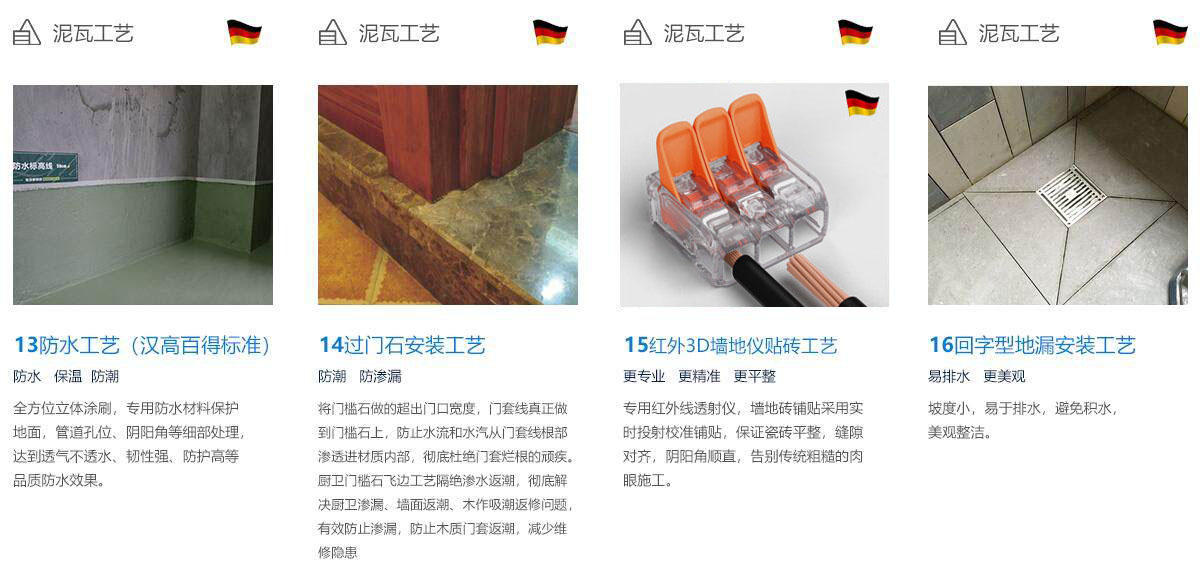 泥瓦工艺
防水标高线
13防水工艺（汉高百得标准）
防水 保温 防潮
全方位立体涂刷，专用防水材料保护
地面，管道孔位、阴阳角等细部处理，
达到透气不透水、韧性强、防护高等
品质防水效果。
泥瓦工艺
14过门石安装工艺
防潮 防渗漏
将门槛石做的超出门口宽度，门套线真正做
到门槛石上，防止水流和水汽从门套线根部
渗透进材质内部，彻底杜绝门套烂根的顽疾。
厨卫门槛石飞边工艺隔绝渗水返潮，彻底解
决厨卫渗漏、墙面返潮、木作吸潮返修问题，
有效防止渗漏，防止木质门套返潮，减少维
修隐患
泥瓦工艺
15红外3D墙地仪贴砖工艺
更专业 更精准 更平整
专用红外线透射仪，墙地砖铺贴采用实
时投射校准铺贴，保证瓷砖平整，缝隙
对齐，阴阳角顺直，告别传统粗糙的肉
眼施工。
泥瓦工艺
16回字型地漏安装工艺
易排水 更美观
坡度小，易于排水，避免积水，
美观整洁。